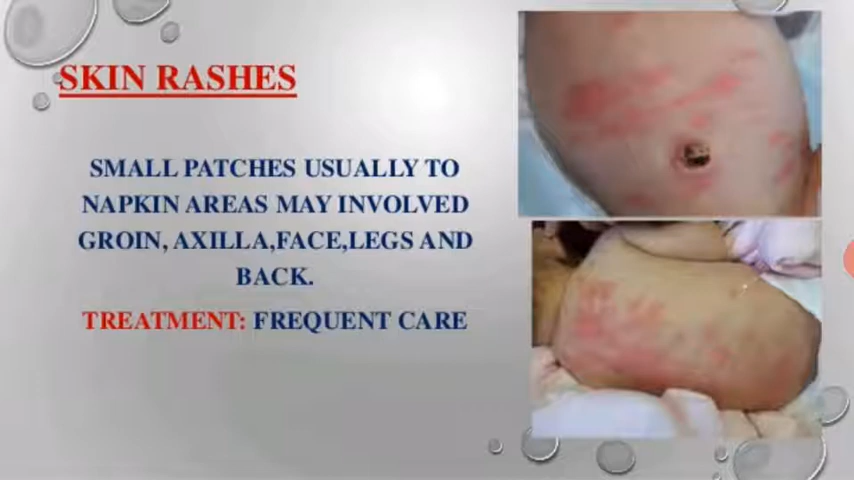 SKIN RASHES
SMALL PATCHES USUALLY TO
NAPKIN AREAS MAY INVOLVED
GROIN, AXILLA,FACE,LEGS AND
BACK.
TREATMENT: FREQUENT CARE